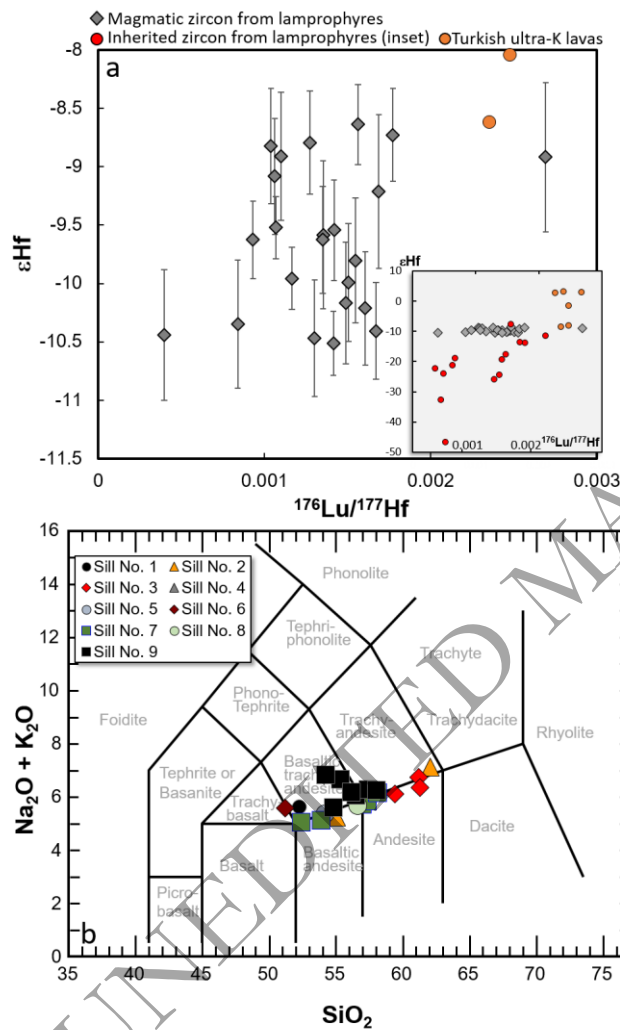 Magmatic zircon from lamprophyres
Inherited zircon from lamprophyres (inset) Turkish ultra-K lavas
a
-8
-8.5
-9
-9.5
-10
-10.5
-11
-11.5
εHf
0 0.001 0.002 0.003
¹⁷⁶Lu/¹⁷⁷Hf
εHf
10
0
-10
-20
-30
-40
-50
0.001 0.002 ¹⁷⁶Lu/¹⁷⁷Hf
16
14
12
10
8
6
4
2
0
Na₂O + K₂O
Sill No. 1 Sill No. 2
Sill No. 3 Sill No. 4
Sill No. 5 Sill No. 6
Sill No. 7 Sill No. 8
Sill No. 9
Phonolite
Tephri-
phonolite
Trachyte
Foidite
Phono-
Tephrite
Trachy-
andesite
Trachydacite
Rhyolite
Tephrite or
Basanite
Basaltic
trachy
andesite
Trachy
basalt
Basalt
Basaltic
andesite
Andesite
Dacite
Picro-
basalt
b
35 40 45 50 55 60 65 70 75
SiO₂
UNEDITED MA